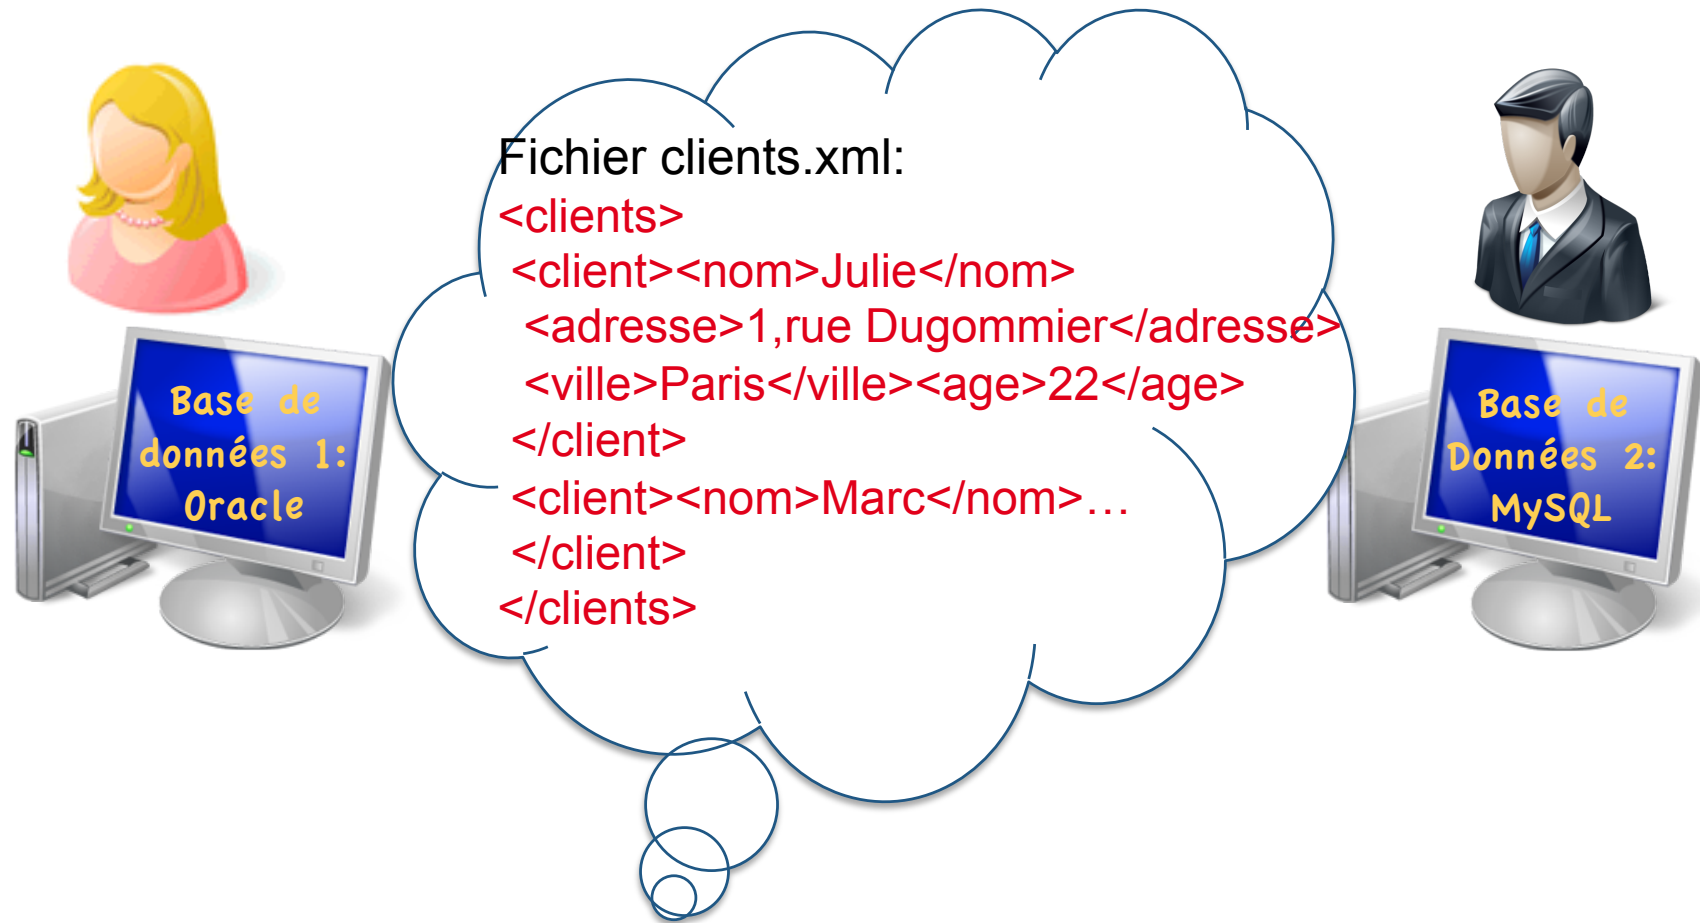 Fichier clients.xml:
<clients>
<client><nom>Julie</nom>
<adresse>1,rue Dugommier</adresse>
<ville>Paris</ville><age>22</age>
</client>
<client><nom>Marc</nom>…
</client>
</clients>
Base de
données 1:
Oracle
Base de
Données 2:
MySQL